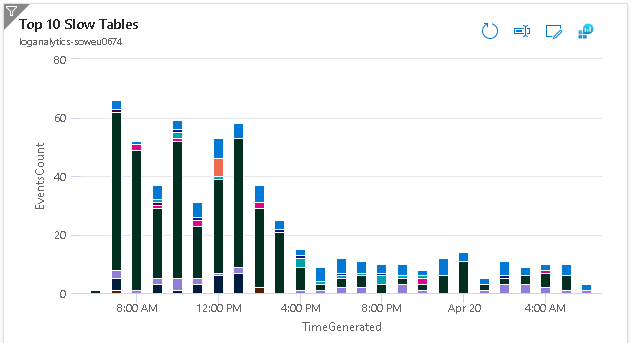 Top 10 Slow Tables
loganalytics-soweu0674
80
60
40
20
0
EventsCount
8:00 AM
12:00 PM
4:00 PM
8:00 PM
Apr 20
4:00 AM
TimeGenerated